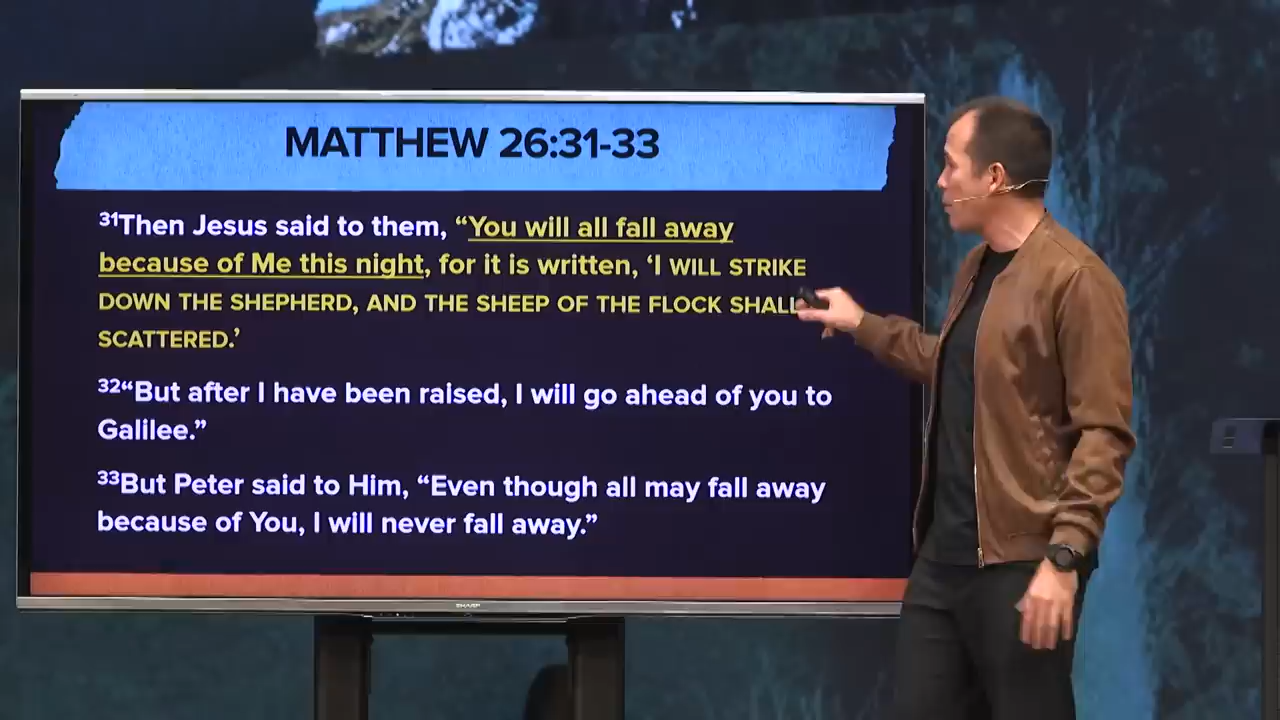 MATTHEW 26:31-33
³¹Then Jesus said to them, “You will all fall away
because of Me this night, for it is written, ‘I WILL STRIKE
DOWN THE SHEPHERD, AND THE SHEEP OF THE FLOCK SHALL
SCATTERED.’
³²“But after I have been raised, I will go ahead of you to
Galilee.”
³³But Peter said to Him, “Even though all may fall away
because of You, I will never fall away.”
SHARP